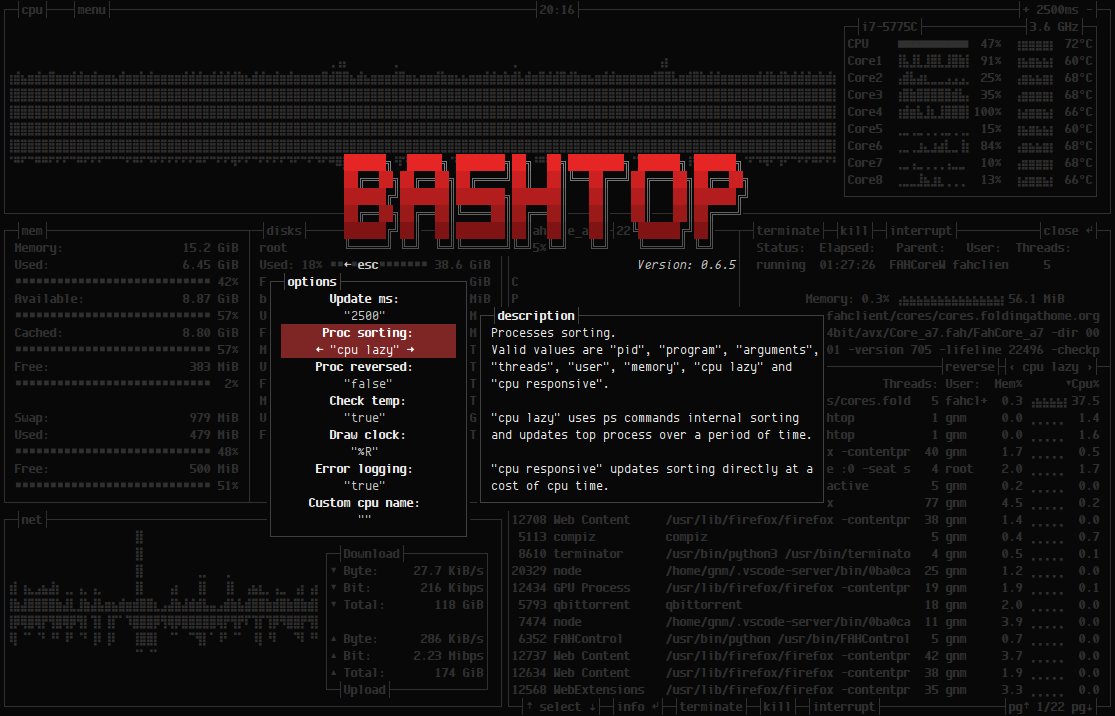 cpu menu 20:16 + 2500ms -
i7-5775C 3.6 GHz
CPU 47% 72°C
Core1 91% 60°C
Core2 25% 68°C
Core3 35% 68°C
Core4 100% 66°C
Core5 15% 60°C
Core6 84% 68°C
Core7 10% 68°C
Core8 13% 66°C
BASHTOP
Version: 0.6.5
mem
Memory: 15.2 GiB
Used: 6.45 GiB
42%
Available: 8.87 GiB
57%
Cached: 8.80 GiB
57%
Free: 383 MiB
2%
Swap: 979 MiB
Used: 479 MiB
48%
Free: 500 MiB
51%
disks
root
Used: 18% 38.6 GiB
← esc
options
Update ms:
"2500"
Proc sorting:
← "cpu lazy" →
Proc reversed:
"false"
Check temp:
"true"
Draw clock:
"%R"
Error logging:
"true"
Custom cpu name:
""
description
Processes sorting.
Valid values are "pid", "program", "arguments",
"threads", "user", "memory", "cpu lazy" and
"cpu responsive".
"cpu lazy" uses ps commands internal sorting
and updates top process over a period of time.
"cpu responsive" updates sorting directly at a
cost of cpu time.
terminate kill interrupt close ↲
Status: Elapsed: Parent: User: Threads:
running 01:27:26 FAHCoreW fahclien 5
Memory: 0.3% 56.1 MiB
fahclient/cores/cores.foldingathome.org
4bit/avx/Core_a7.fah/FahCore_a7 -dir 00
01 -version 705 -lifeline 22496 -checkp
reverse ‹ cpu lazy ›
Threads: User: Mem% ▼Cpu%
s/cores.fold 5 fahcl+ 0.3 37.5
htop 1 gnm 0.0 1.4
htop 1 gnm 0.0 1.6
x -contentpr 40 gnm 1.7 0.5
e :0 -seat s 4 root 2.0 1.7
active 5 gnm 0.2 0.0
x 77 gnm 4.5 0.2
12708 Web Content /usr/lib/firefox/firefox -contentpr 38 gnm 1.4 0.0
5113 compiz compiz 5 gnm 0.4 0.7
8610 terminator /usr/bin/python3 /usr/bin/terminato 4 gnm 0.5 0.1
20329 node /home/gnm/.vscode-server/bin/0ba0ca 25 gnm 1.2 0.0
12434 GPU Process /usr/lib/firefox/firefox -contentpr 19 gnm 1.9 0.1
5793 qbittorrent qbittorrent 18 gnm 2.0 0.0
7474 node /home/gnm/.vscode-server/bin/0ba0ca 11 gnm 3.9 0.0
6352 FAHControl /usr/bin/python /usr/bin/FAHControl 5 gnm 0.7 0.0
12737 Web Content /usr/lib/firefox/firefox -contentpr 42 gnm 3.7 0.0
12634 Web Content /usr/lib/firefox/firefox -contentpr 38 gnm 1.9 0.0
12568 WebExtensions /usr/lib/firefox/firefox -contentpr 35 gnm 3.3 0.0
↑ select ↓ info ↲ terminate kill interrupt pg↑ 1/22 pg↓
net
Download
▼ Byte: 27.7 KiB/s
▼ Bit: 216 Kibps
▼ Total: 118 GiB
▲ Byte: 286 KiB/s
▲ Bit: 2.23 Mibps
▲ Total: 174 GiB
Upload